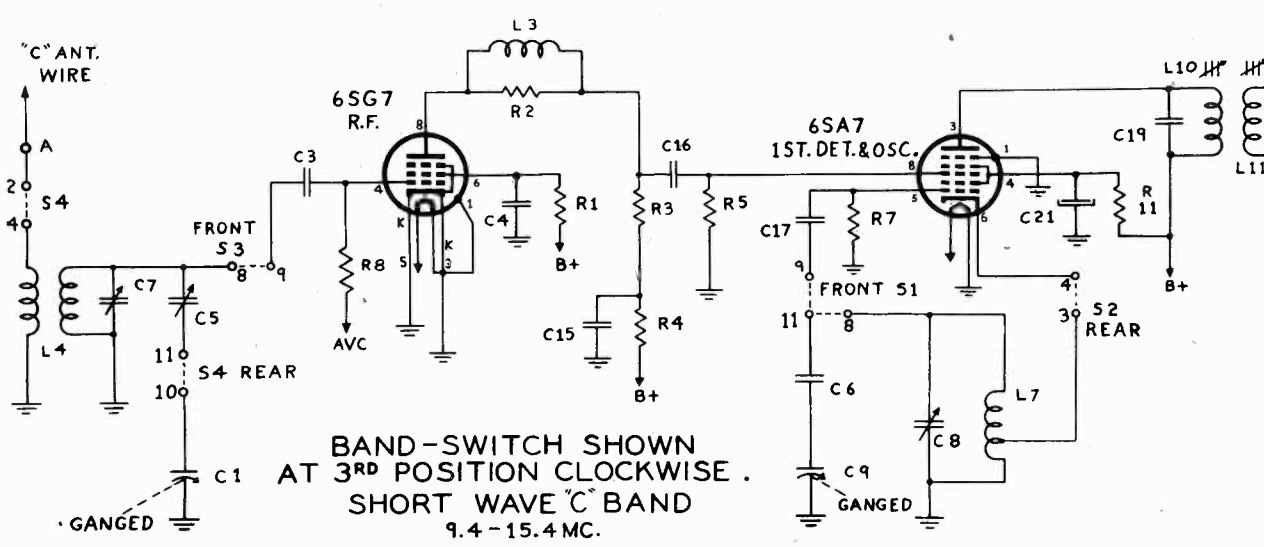 "C" ANT.
WIRE
A
2
S4
4
L4
C7
C5
11
S4 REAR
10
C1
GANGED
FRONT
S3
8
9
C3
R8
AVC
6SG7
R.F.
8
4
6
1
K
K
S
3
L3
R2
C4
R1
B+
C16
R3
R5
C15
R4
B+
6SA7
1ST. DET.&OSC.
3
8
5
1
4
6
C17
R7
9
FRONT S1
11
8
C6
C9
GANGED
C8
L7
4
3
S2
REAR
C21
R
11
C19
L10
L11
B+
BAND-SWITCH SHOWN
AT 3RD POSITION CLOCKWISE.
SHORT WAVE "C" BAND
9.4-15.4 MC.